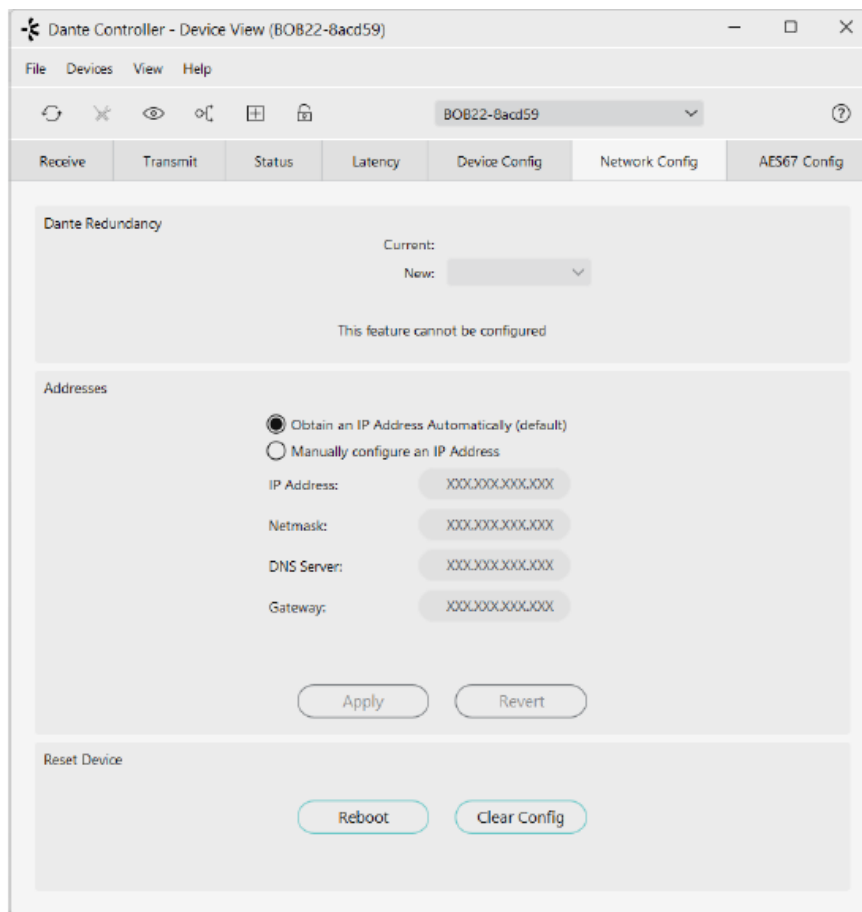 Dante Controller - Device View (BOB22-8acd59)
File Devices View Help
BOB22-8acd59
Receive Transmit Status Latency Device Config Network Config AES67 Config
Dante Redundancy
Current:
New:
This feature cannot be configured
Addresses
Obtain an IP Address Automatically (default)
Manually configure an IP Address
IP Address: XXX.XXX.XXX.XXX
Netmask: XXX.XXX.XXX.XXX
DNS Server: XXX.XXX.XXX.XXX
Gateway: XXX.XXX.XXX.XXX
Apply Revert
Reset Device
Reboot Clear Config